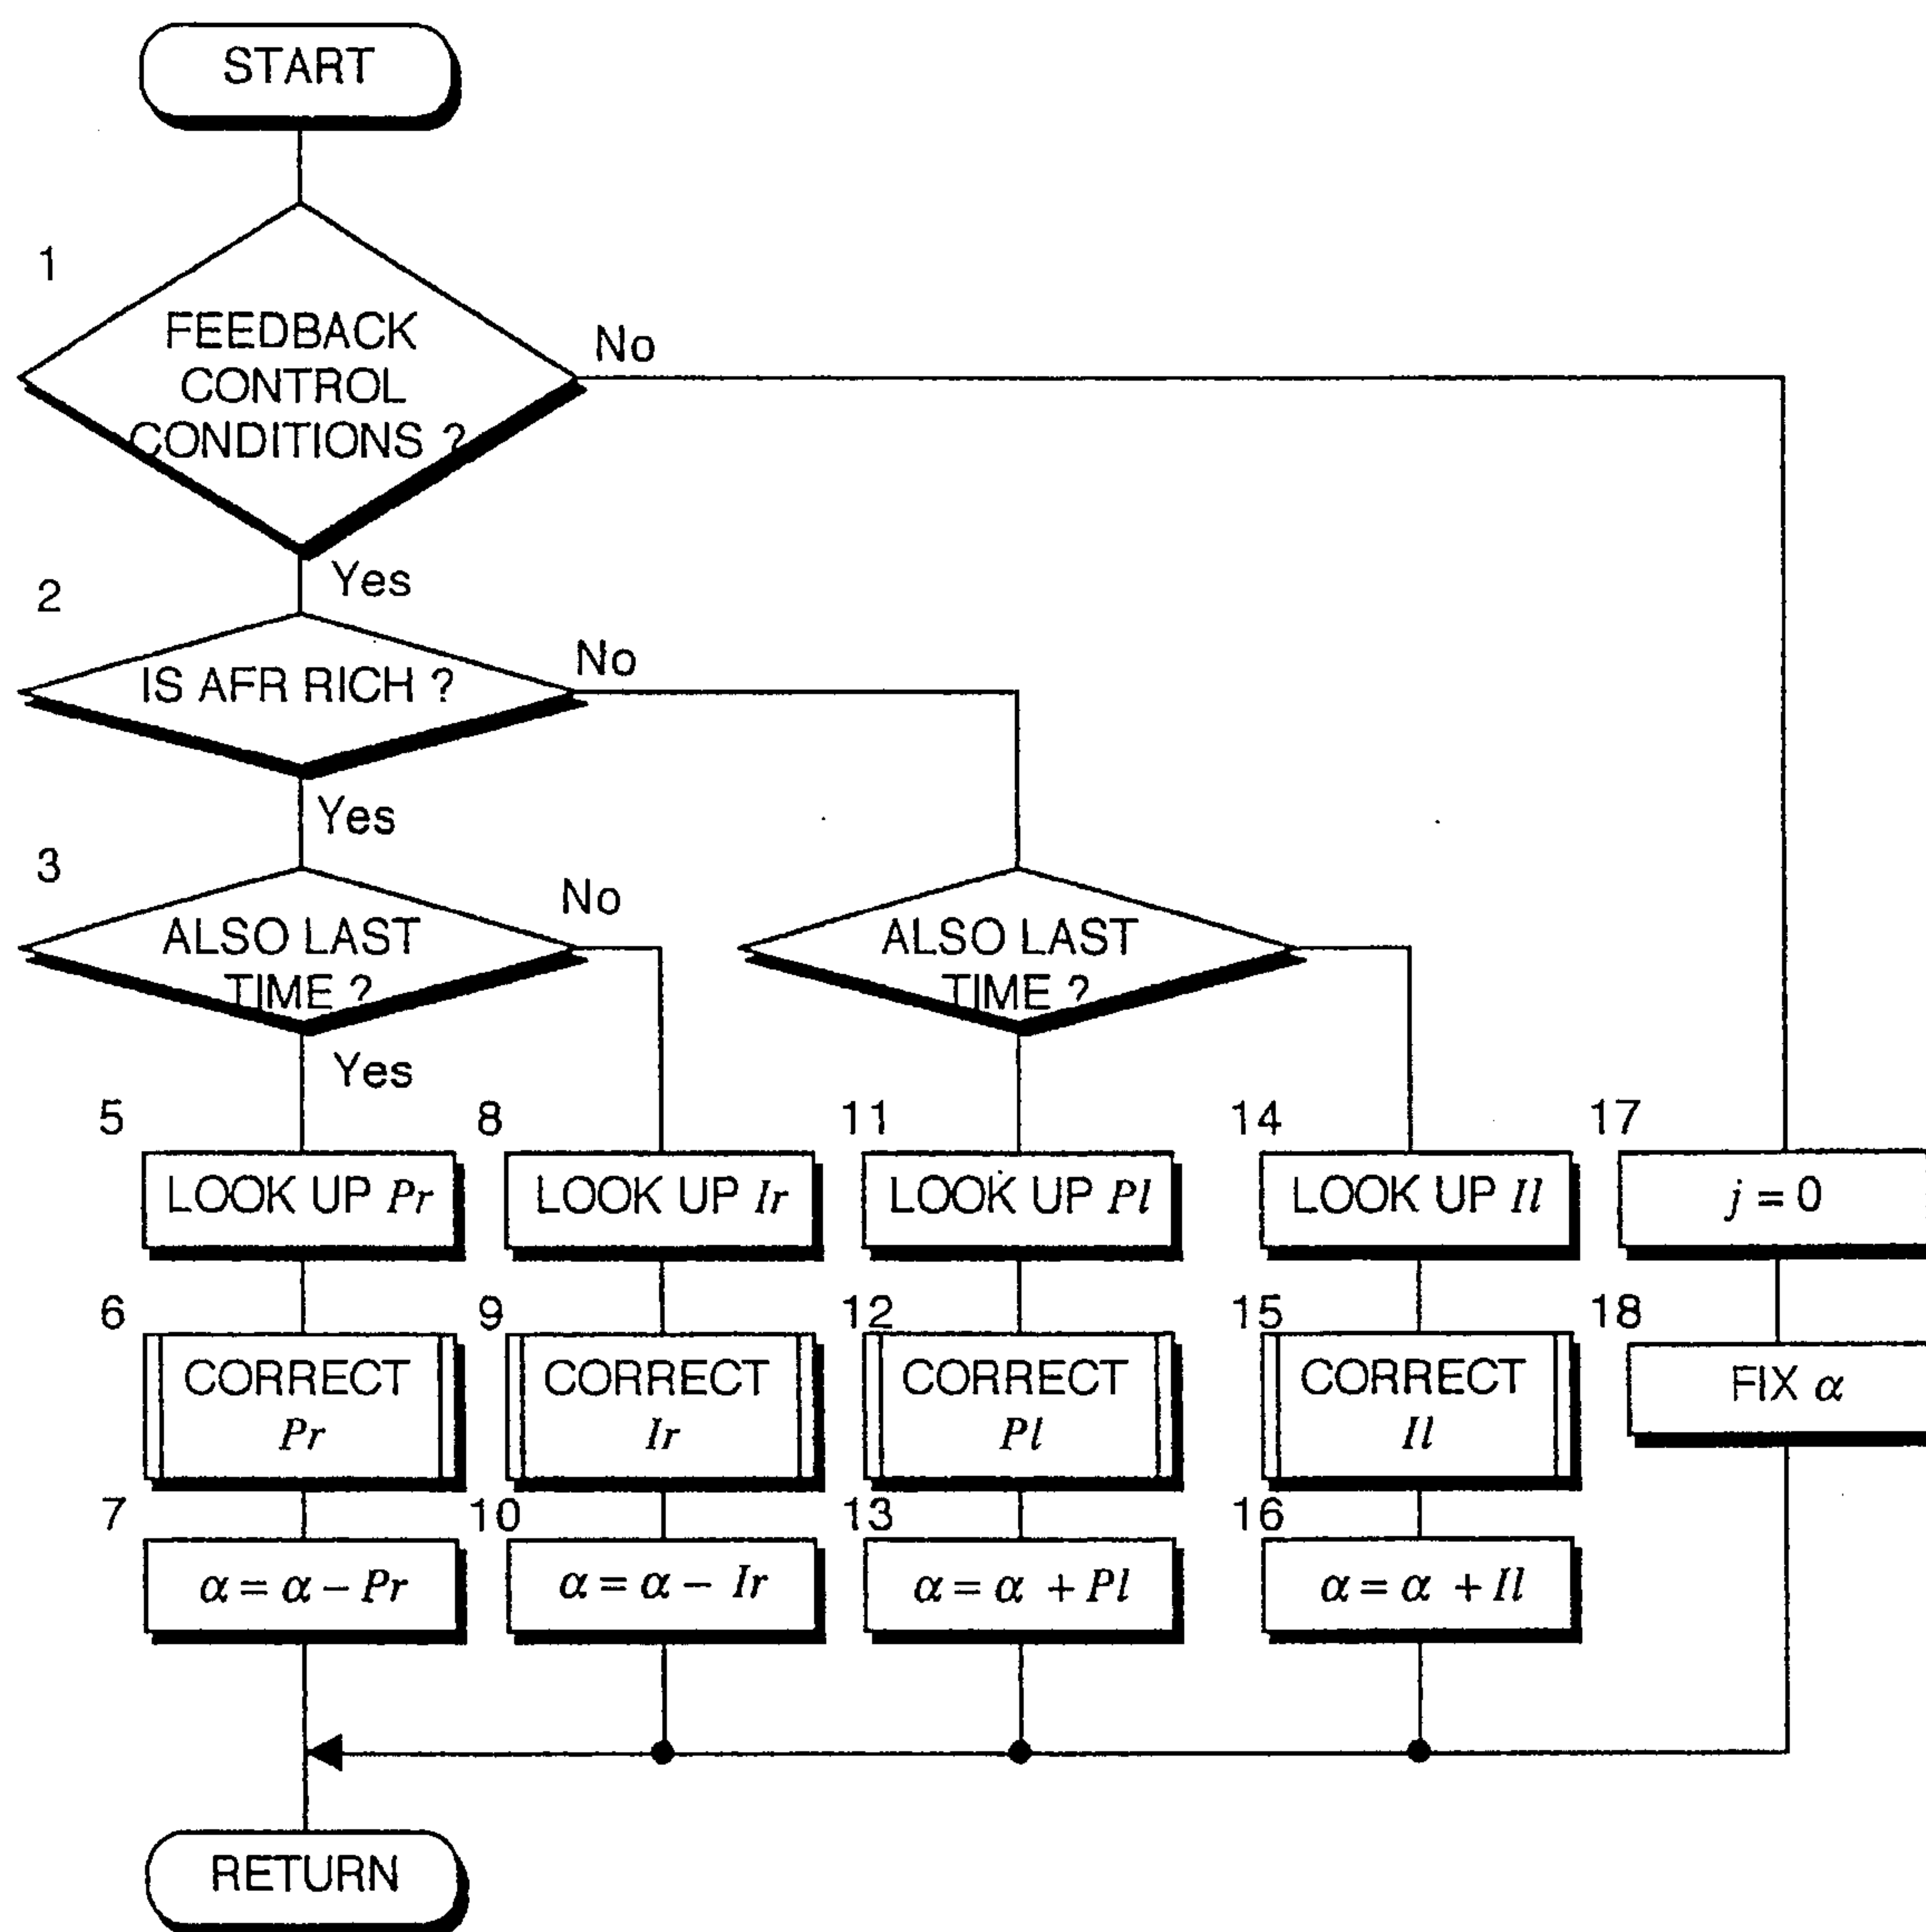 START
1
FEEDBACK
CONTROL
CONDITIONS ?
No
Yes
2
IS AFR RICH ?
No
Yes
3
ALSO LAST
TIME ?
No
Yes
ALSO LAST
TIME ?
5
LOOK UP Pr
8
LOOK UP Ir
11
LOOK UP Pl
14
LOOK UP Il
17
j = 0
6
CORRECT
Pr
9
CORRECT
Ir
12
CORRECT
Pl
15
CORRECT
Il
18
FIX α
7
α = α − Pr
10
α = α − Ir
13
α = α + Pl
16
α = α + Il
RETURN